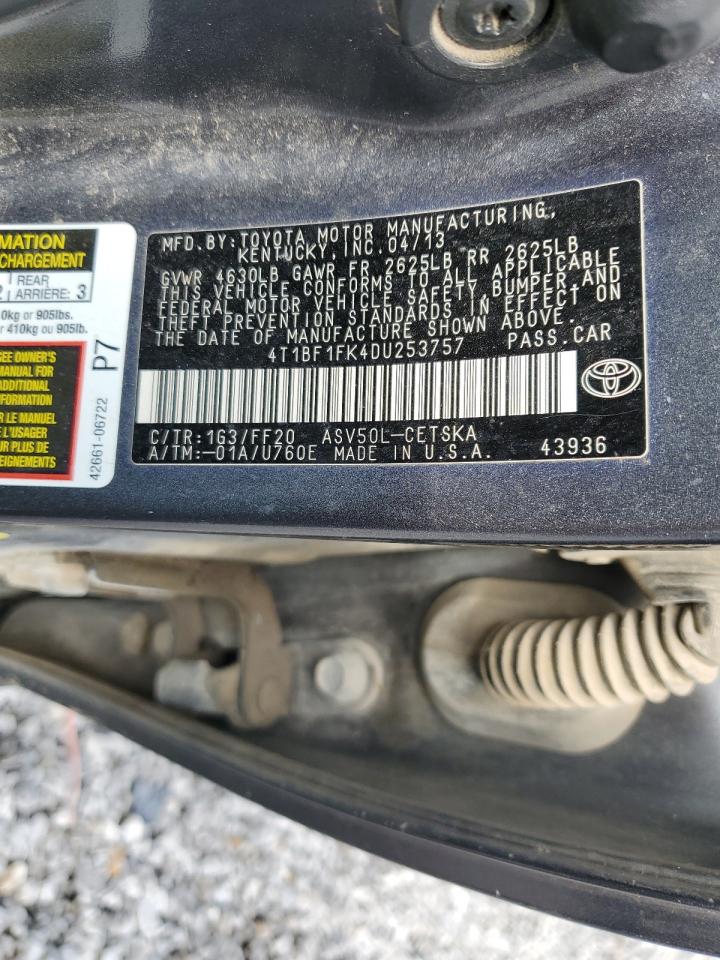 MFD.BY:TOYOTA MOTOR MANUFACTURING,
KENTUCKY, INC. 04/13
GVWR 4630LB GAWR FR 2625LB RR 2625LB
THIS VEHICLE CONFORMS TO ALL APPLICABLE
FEDERAL MOTOR VEHICLE SAFETY, BUMPER, AND
THEFT PREVENTION STANDARDS IN EFFECT ON
THE DATE OF MANUFACTURE SHOWN ABOVE.
4T1BF1FK4DU253757 PASS.CAR
C/TR:1G3/FF20 ASV50L-CETSKA
A/TM:-01A/U760E MADE IN U.S.A. 43936
MATION
CHARGEMENT
2 REAR
ARRIÈRE: 3
0kg or 905lbs.
r 410kg ou 905lb.
SEE OWNER'S
MANUAL FOR
INFORMATION
R LE MANUEL
L'USAGER
PLUS DE
EIGNEMENTS
P7
42661-06722